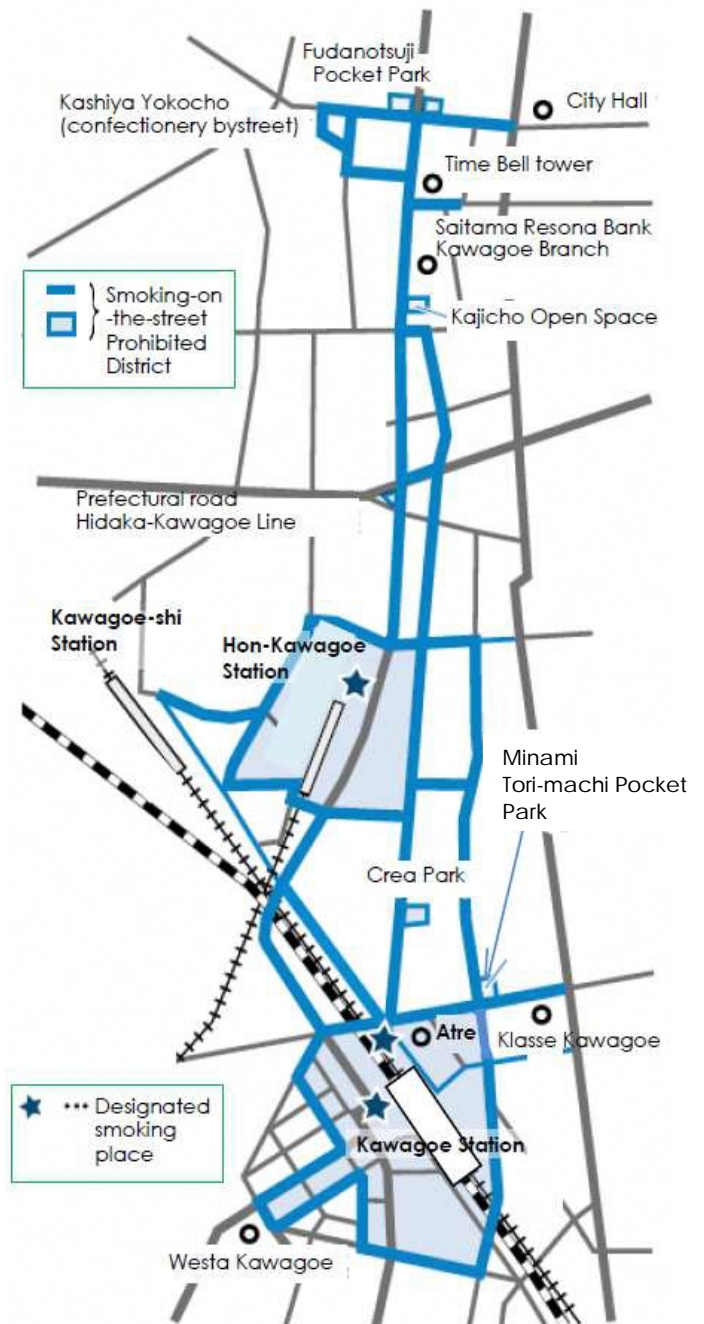 Fudanotsuji
Pocket Park
Kashiya Yokocho
(confectionery bystreet)
City Hall
Time Bell tower
Saitama Resona Bank
Kawagoe Branch
Smoking-on
-the-street
Prohibited
District
Kajicho Open Space
Prefectural road
Hidaka-Kawagoe Line
Kawagoe-shi
Station
Hon-Kawagoe
Station
Minami
Tori-machi Pocket
Park
Crea Park
Atre
Klasse Kawagoe
★ ••• Designated
smoking
place
Kawagoe Station
Westa Kawagoe